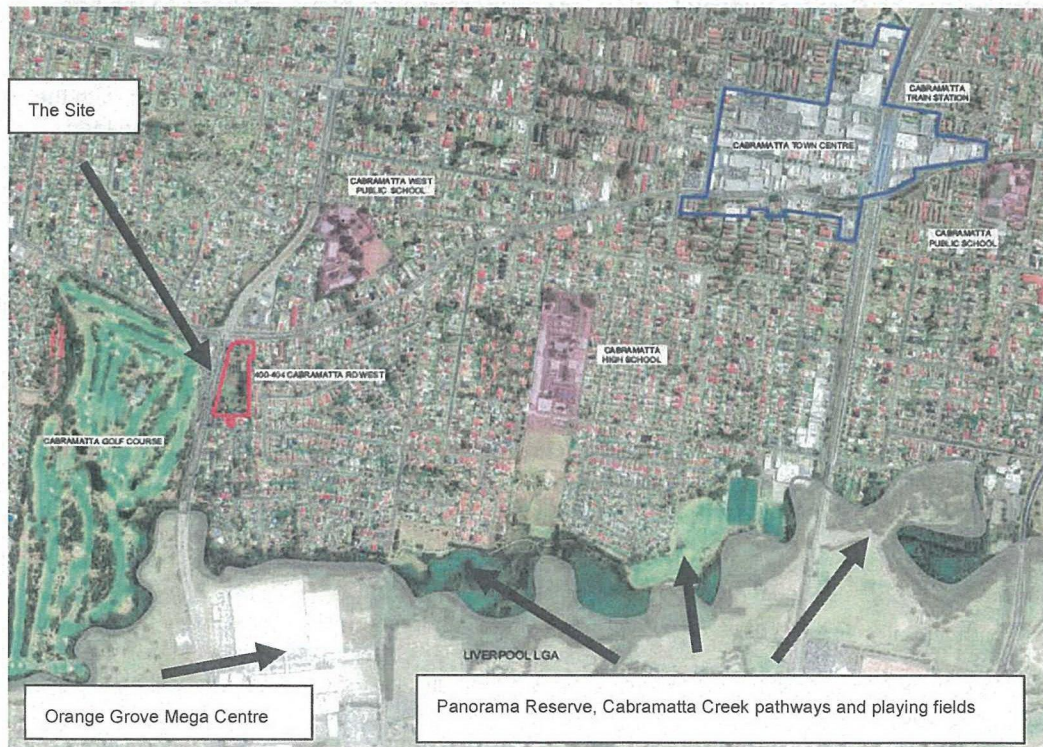 The Site
CABRAMATTA
TRAIN STATION
CABRAMATTA TOWN CENTRE
CABRAMATTA WEST
PUBLIC SCHOOL
CABRAMATTA
PUBLIC SCHOOL
CABRAMATTA
HIGH SCHOOL
400-404 CABRAMATTA RD WEST
CABRAMATTA GOLF COURSE
LIVERPOOL LGA
Orange Grove Mega Centre
Panorama Reserve, Cabramatta Creek pathways and playing fields